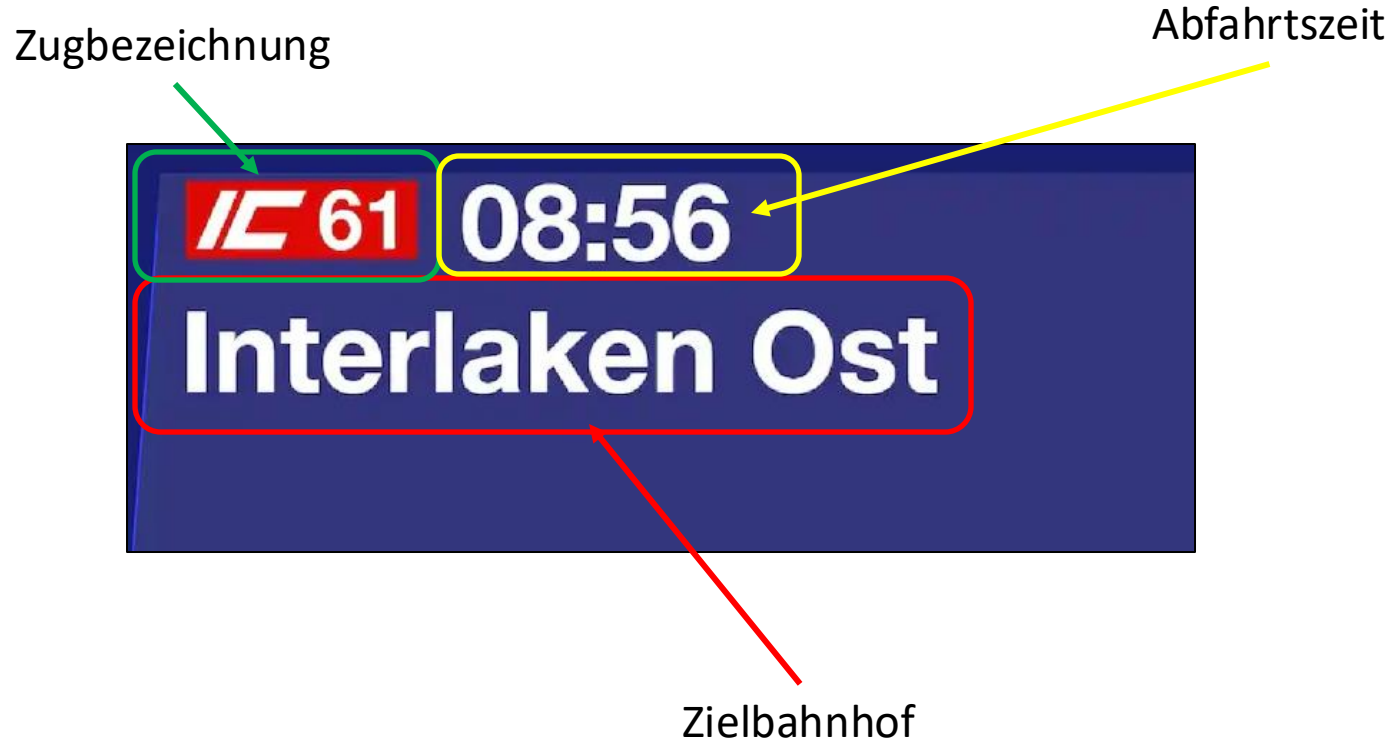 Zugbezeichnung
Abfahrtszeit
IC 61 08:56
Interlaken Ost
Zielbahnhof